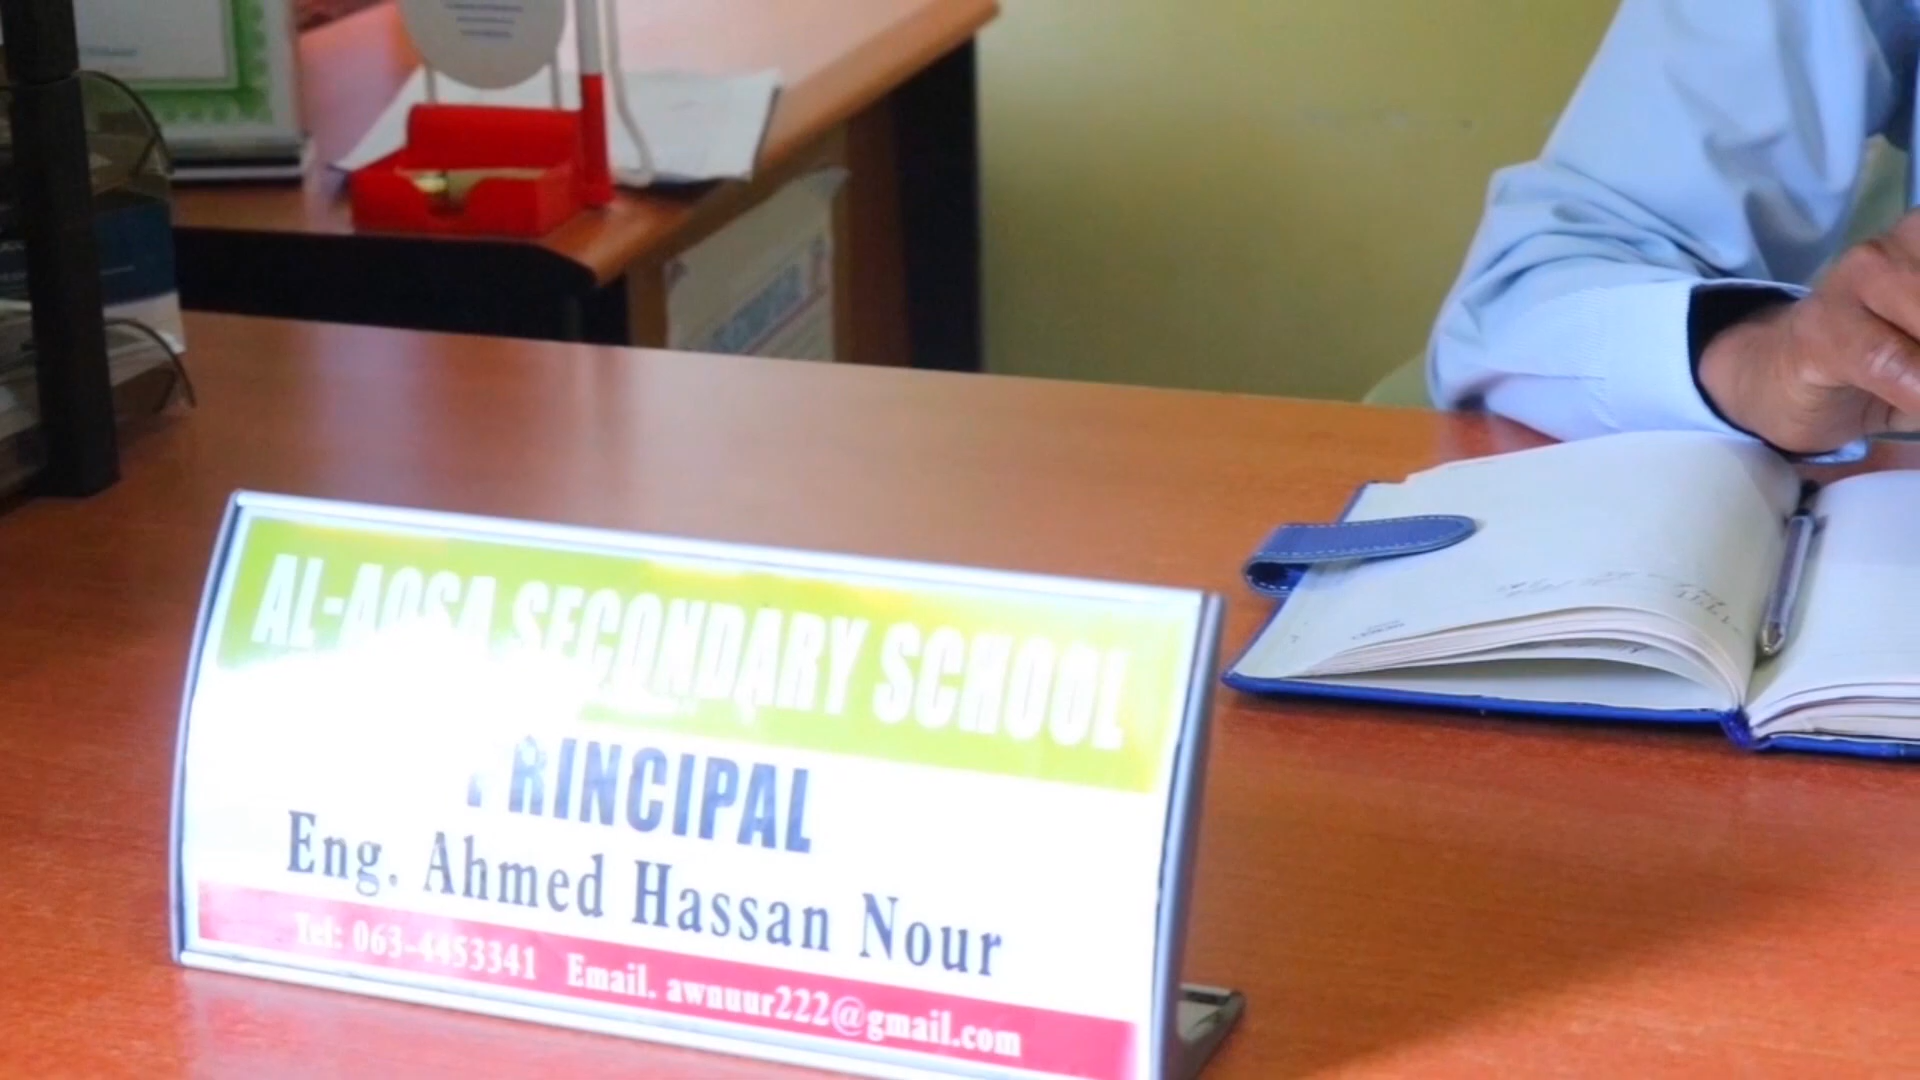 AL-AQSA SECONDARY SCHOOL
PRINCIPAL
Eng. Ahmed Hassan Nour
Tel: 063-4453341 Email. awnuur222@gmail.com